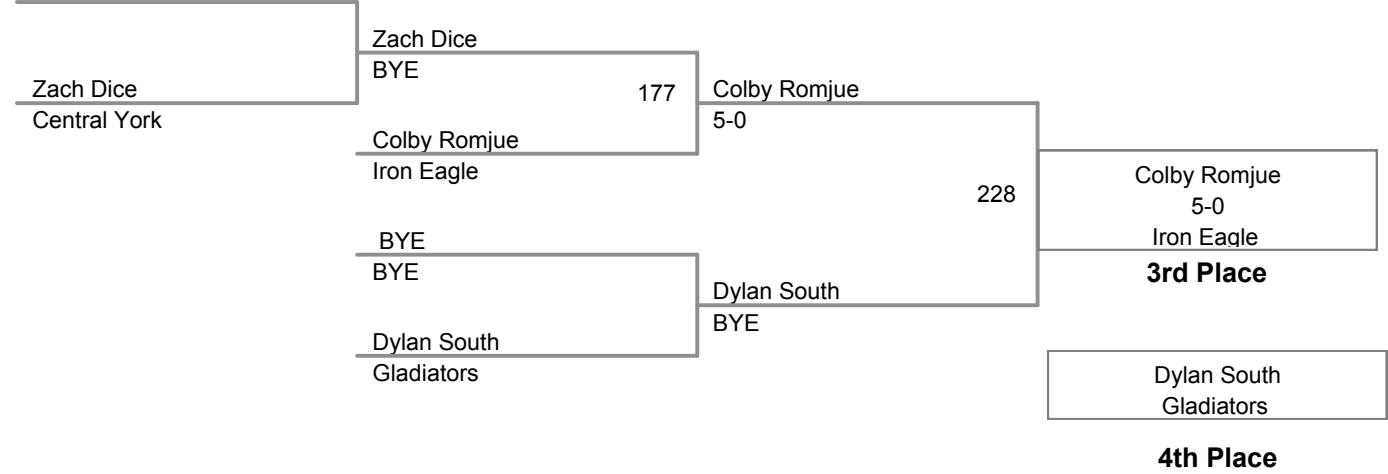 Zach Dice
BYE
Zach Dice
Central York
177
Colby Romjue
5-0
Colby Romjue
Iron Eagle
228
Colby Romjue
5-0
Iron Eagle
3rd Place
BYE
BYE
Dylan South
BYE
Dylan South
Gladiators
Dylan South
Gladiators
4th Place